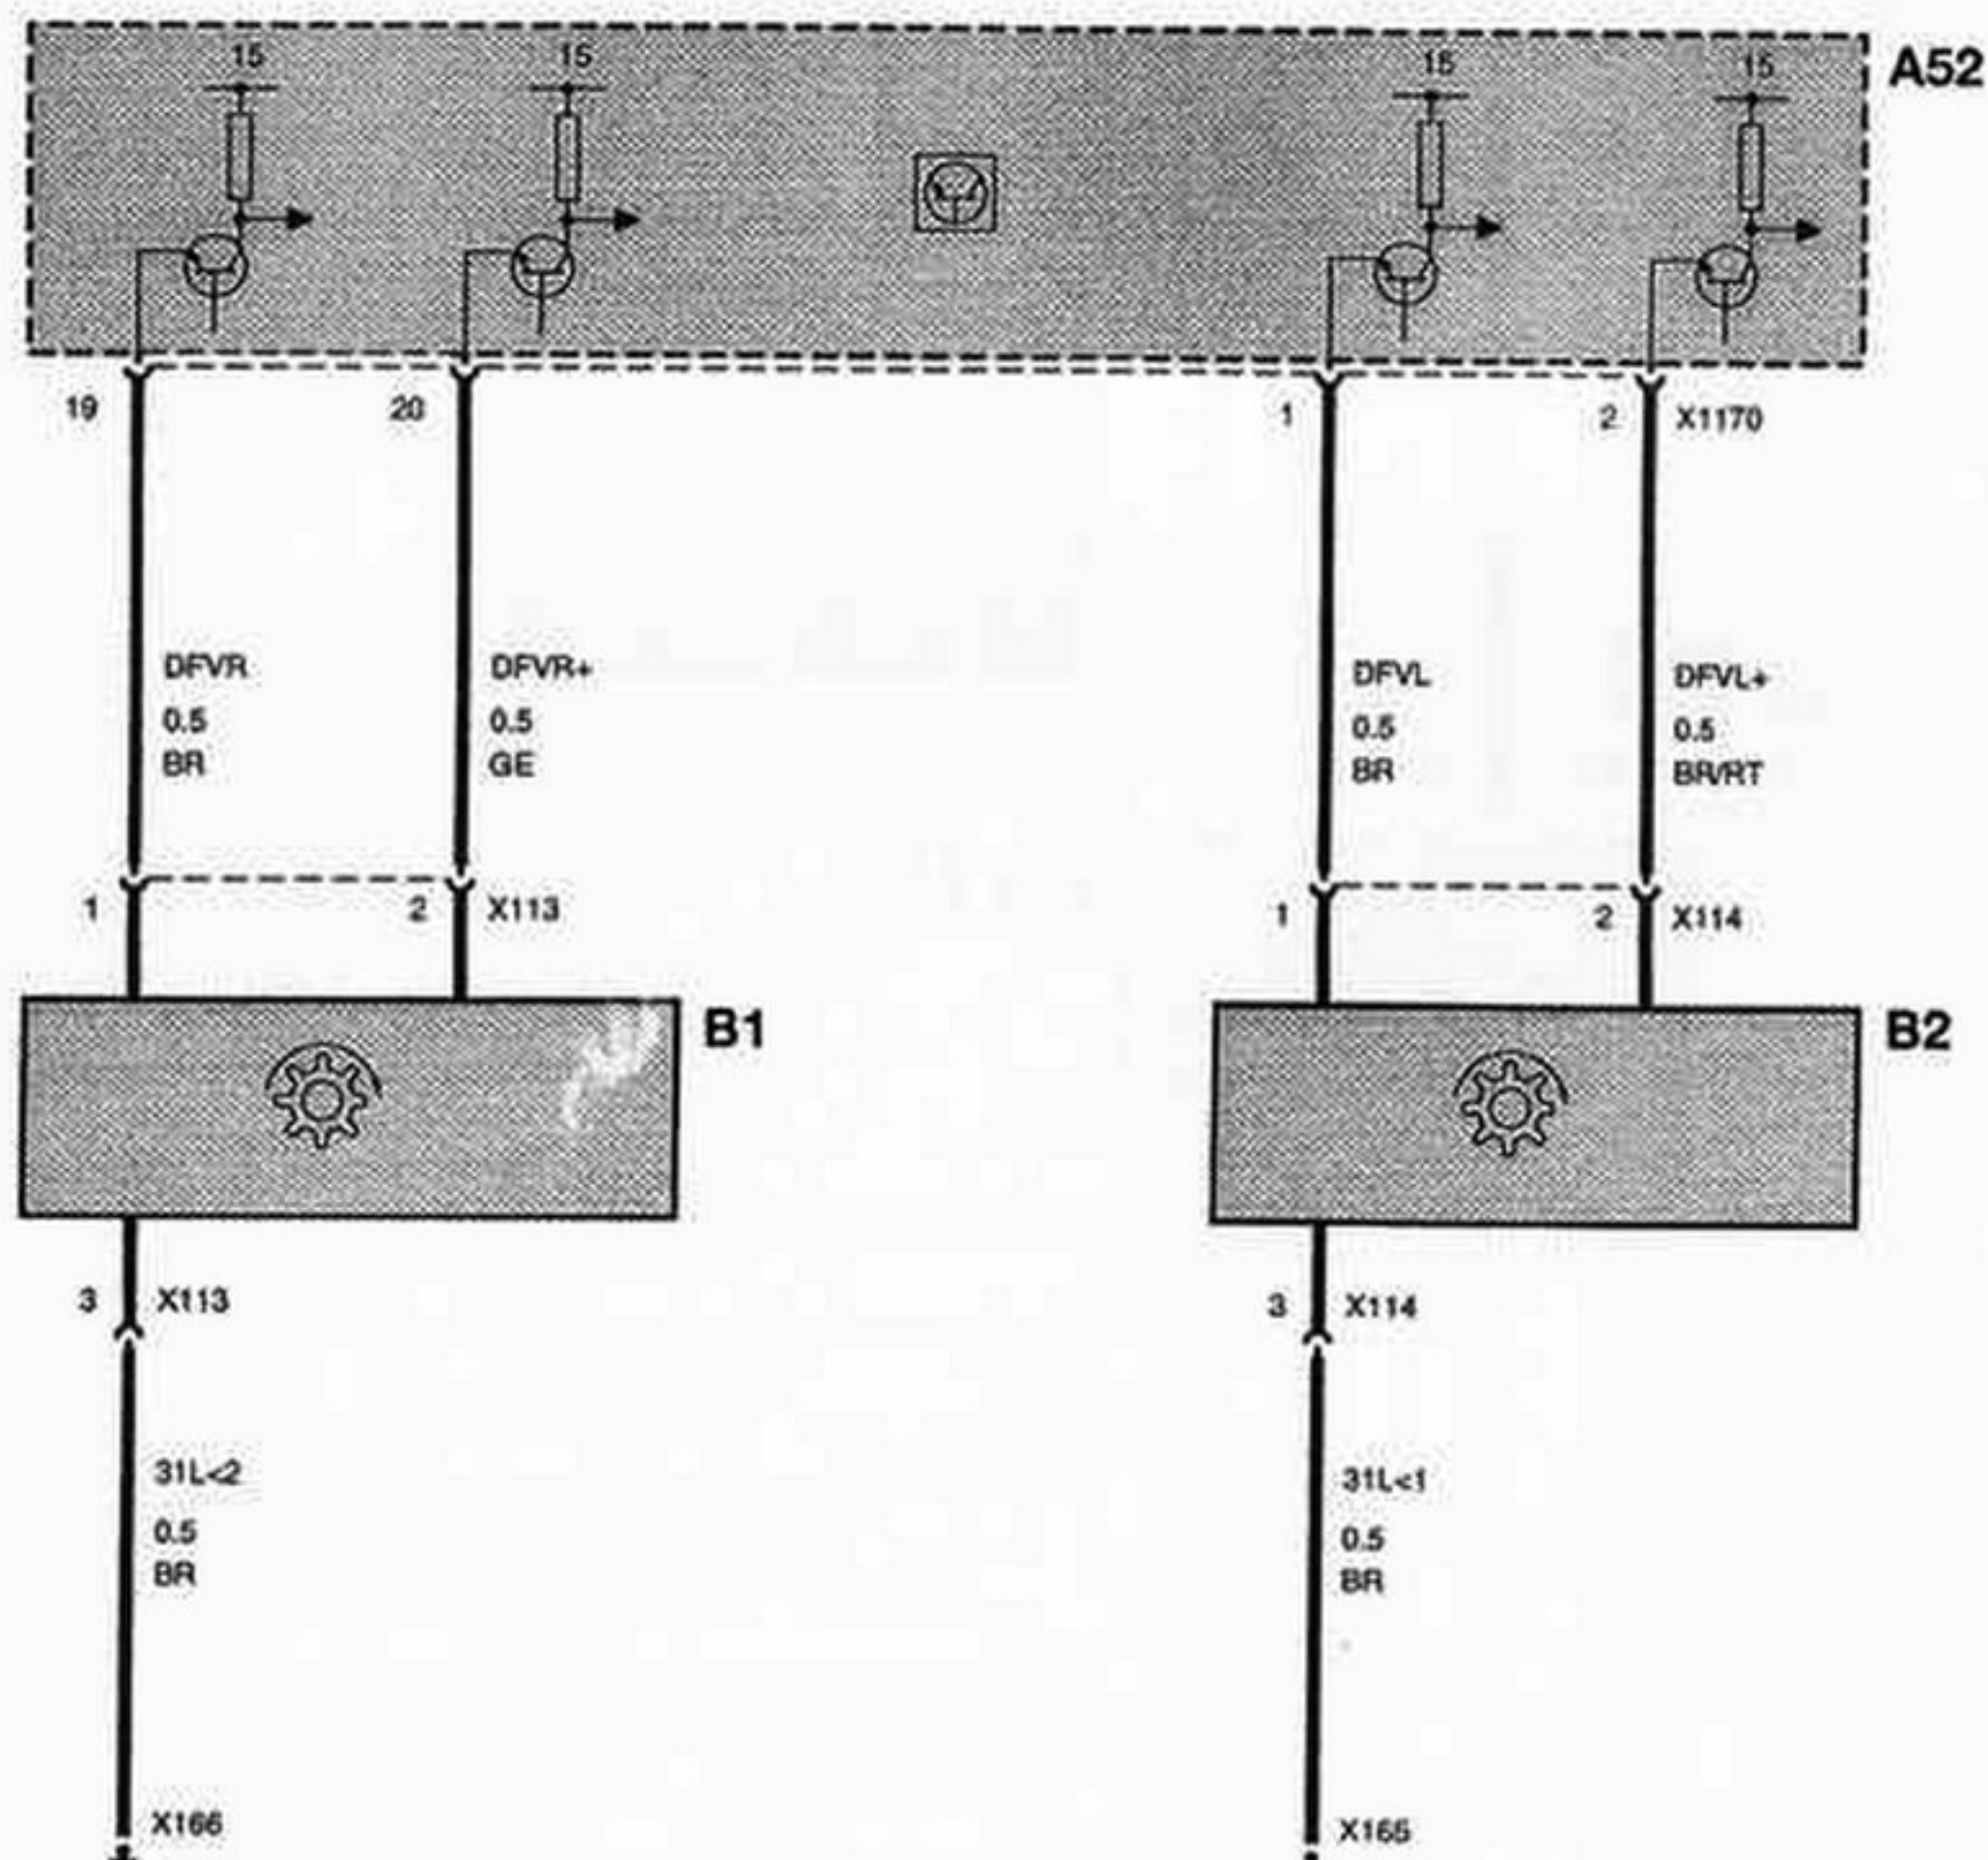 15 15 15 15 A52
19 20 1 2 X1170
DFVR DFVR+ DFVL DFVL+
0.5 0.5 0.5 0.5
BR GE BR BR/RT
1 2 X113 1 2 X114
B1 B2
3 X113 3 X114
31L<2 31L<1
0.5 0.5
BR BR
X166 X165